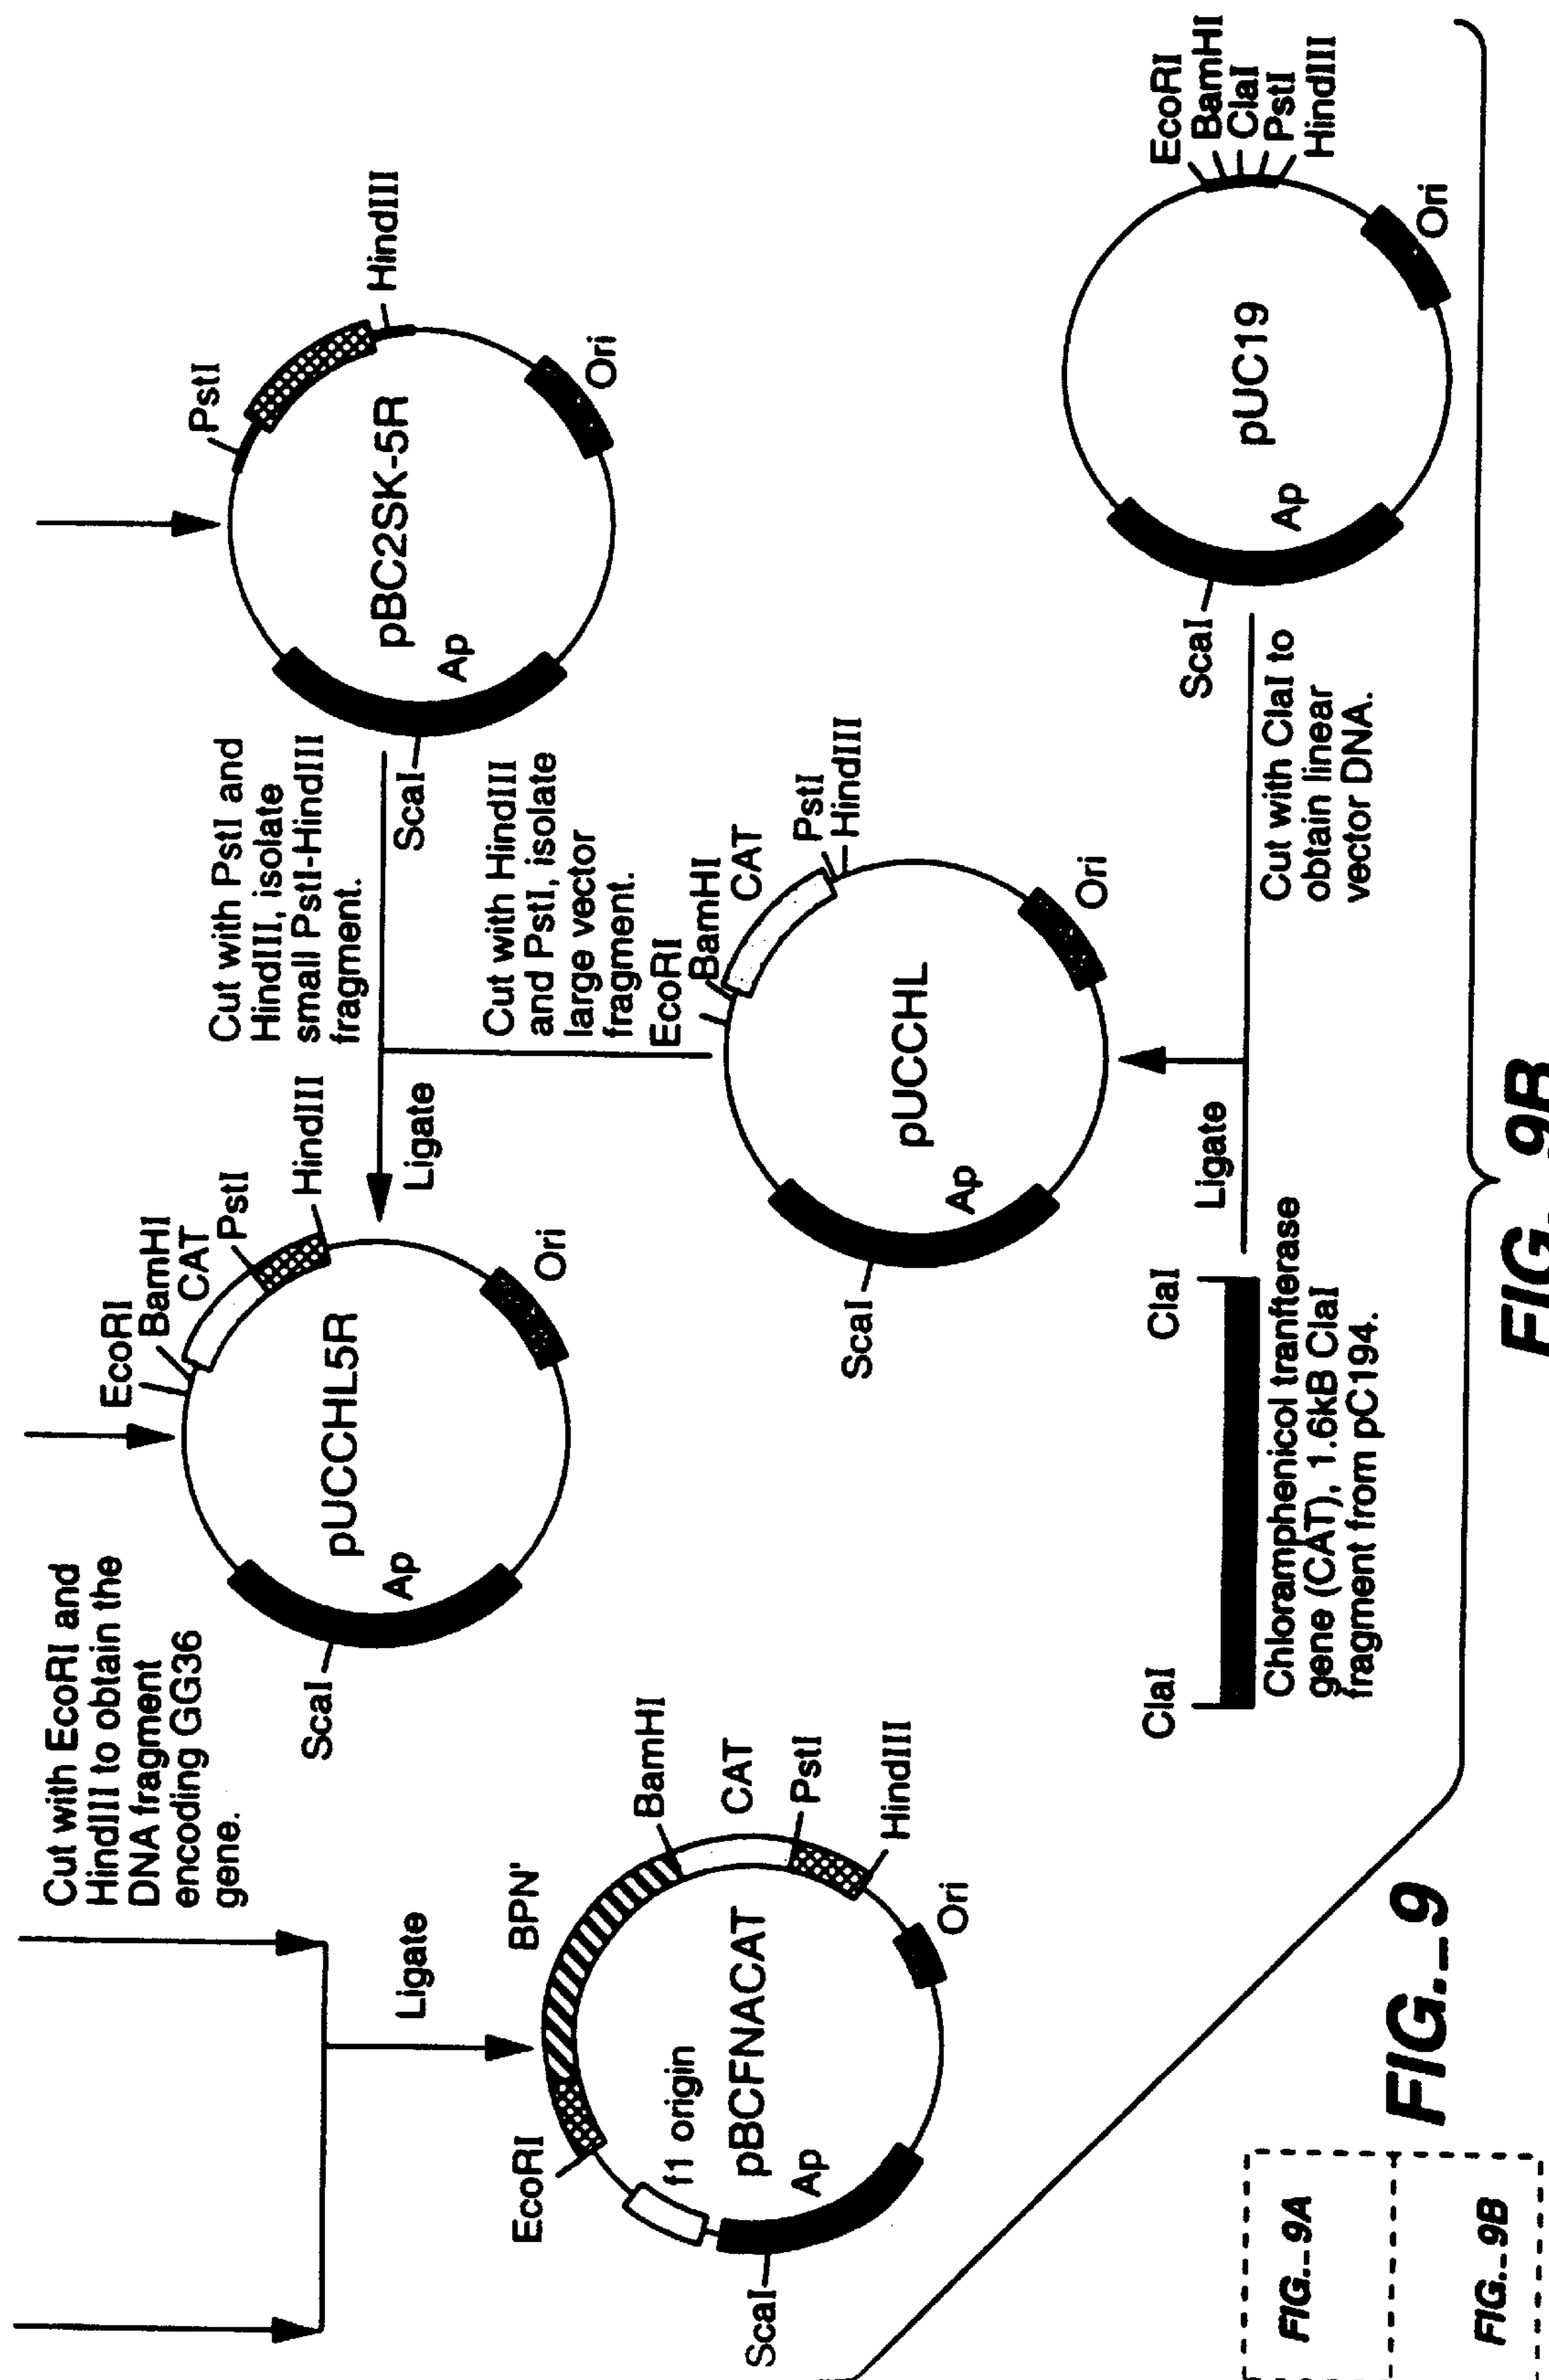 Cut with EcoRI and
HindIII to obtain the
DNA fragment
encoding GG36
gene.
Ligate
EcoRI
BPN'
BamHI
CAT
PstI
HindIII
f1 origin
pBCFNACAT
Ap
Ori
ScaI
EcoRI
BamHI
CAT
PstI
HindIII
pUCCHL5R
Ap
Ori
ScaI
Ligate
Cut with PstI and
HindIII, isolate
small PstI-HindIII
fragment.
PstI
HindIII
pBC2SK-5R
Ap
Ori
ScaI
Cut with HindIII
and PstI, isolate
large vector
fragment.
EcoRI
BamHI
CAT
PstI
HindIII
pUCCHL
Ap
Ori
ScaI
ClaI
ClaI
Chloramphenicol tranfterase
gene (CAT), 1.6kB ClaI
fragment from pC194.
Ligate
Cut with ClaI to
obtain linear
vector DNA.
EcoRI
BamHI
ClaI
PstI
HindIII
pUC19
Ap
Ori
ScaI
FIG._9A
FIG._9B
FIG._9
FIG._9B